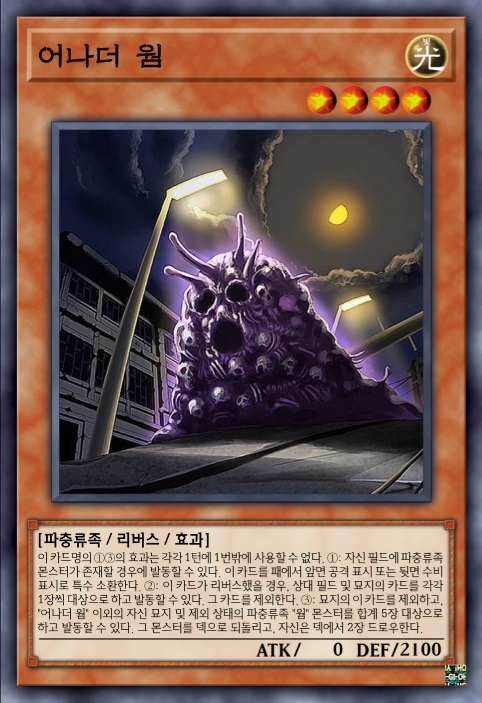 어나더 웜
빛
光
[파충류족 / 리버스 / 효과]
이 카드명의 ①③의 효과는 각각 1턴에 1번밖에 사용할 수 없다. ①: 자신 필드에 파충류족
몬스터가 존재할 경우에 발동할 수 있다. 이 카드를 패에서 앞면 공격 표시 또는 뒷면 수비
표시로 특수 소환한다. ②: 이 카드가 리버스했을 경우, 상대 필드 및 묘지의 카드를 각각
1장씩 대상으로 하고 발동할 수 있다. 그 카드를 제외한다. ③: 묘지의 이 카드를 제외하고,
"어나더 웜" 이외의 자신 묘지 및 제외 상태의 파충류족 "웜" 몬스터를 합계 5장 대상으로
하고 발동할 수 있다. 그 몬스터를 덱으로 되돌리고, 자신은 덱에서 2장 드로우한다.
ATK/ 0 DEF/2100